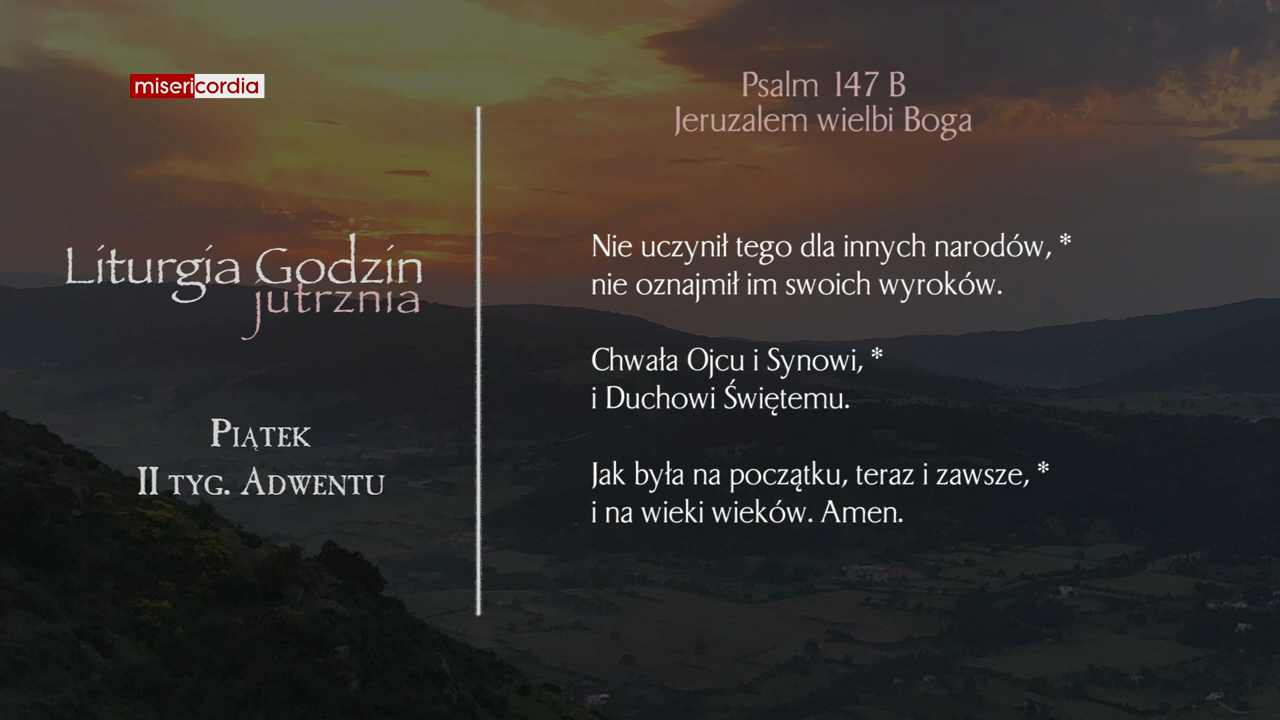 misericordia
Liturgia Godzin
jutrznia
Piątek
II tyg. Adwentu
Psalm 147 B
Jeruzalem wielbi Boga
Nie uczynił tego dla innych narodów, *
nie oznajmił im swoich wyroków.
Chwała Ojcu i Synowi, *
i Duchowi Świętemu.
Jak była na początku, teraz i zawsze, *
i na wieki wieków. Amen.